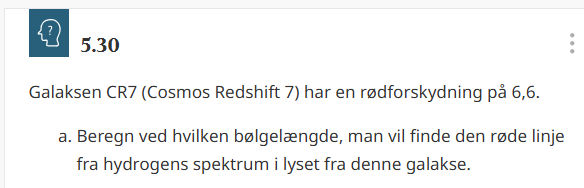 5.30
Galaksen CR7 (Cosmos Redshift 7) har en rødforskydning på 6,6.
a. Beregn ved hvilken bølgelængde, man vil finde den røde linje
fra hydrogens spektrum i lyset fra denne galakse.